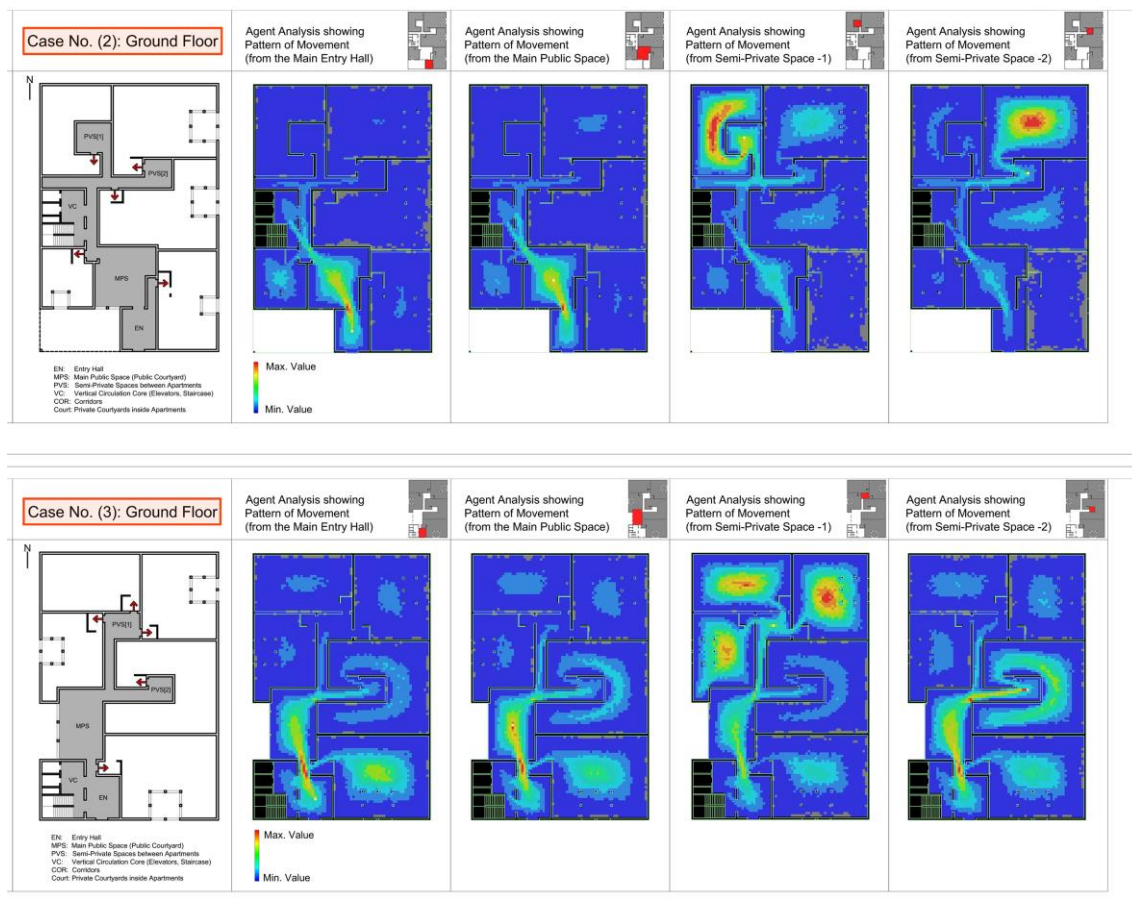 Case No. (2): Ground Floor
Agent Analysis showing
Pattern of Movement
(from the Main Entry Hall)
Agent Analysis showing
Pattern of Movement
(from the Main Public Space)
Agent Analysis showing
Pattern of Movement
(from Semi-Private Space -1)
Agent Analysis showing
Pattern of Movement
(from Semi-Private Space -2)
N
PVS[1]
PVS[2]
VC
MPS
EN
EN: Entry Hall
MPS: Main Public Space (Public Courtyard)
PVS: Semi-Private Spaces between Apartments
VC: Vertical Circulation Core (Elevators, Staircase)
COR: Corridors
Court: Private Courtyards inside Apartments
Max. Value
Min. Value
Case No. (3): Ground Floor
Agent Analysis showing
Pattern of Movement
(from the Main Entry Hall)
Agent Analysis showing
Pattern of Movement
(from the Main Public Space)
Agent Analysis showing
Pattern of Movement
(from Semi-Private Space -1)
Agent Analysis showing
Pattern of Movement
(from Semi-Private Space -2)
N
PVS[1]
PVS[2]
MPS
VC
EN
EN: Entry Hall
MPS: Main Public Space (Public Courtyard)
PVS: Semi-Private Spaces between Apartments
VC: Vertical Circulation Core (Elevators, Staircase)
COR: Corridors
Court: Private Courtyards inside Apartments
Max. Value
Min. Value